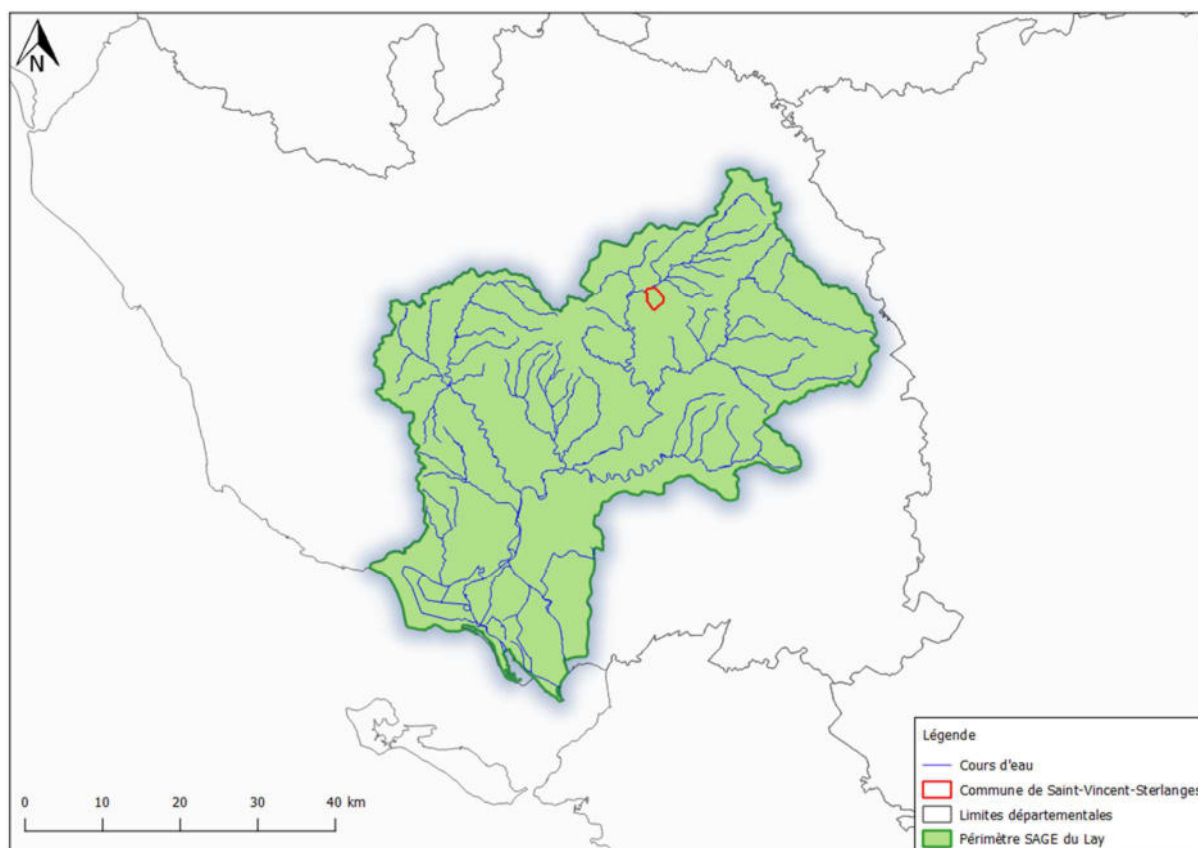 N
Légende
Cours d'eau
Commune de Saint-Vincent-Sterlanges
Limites départementales
Périmètre SAGE du Lay
0 10 20 30 40 km